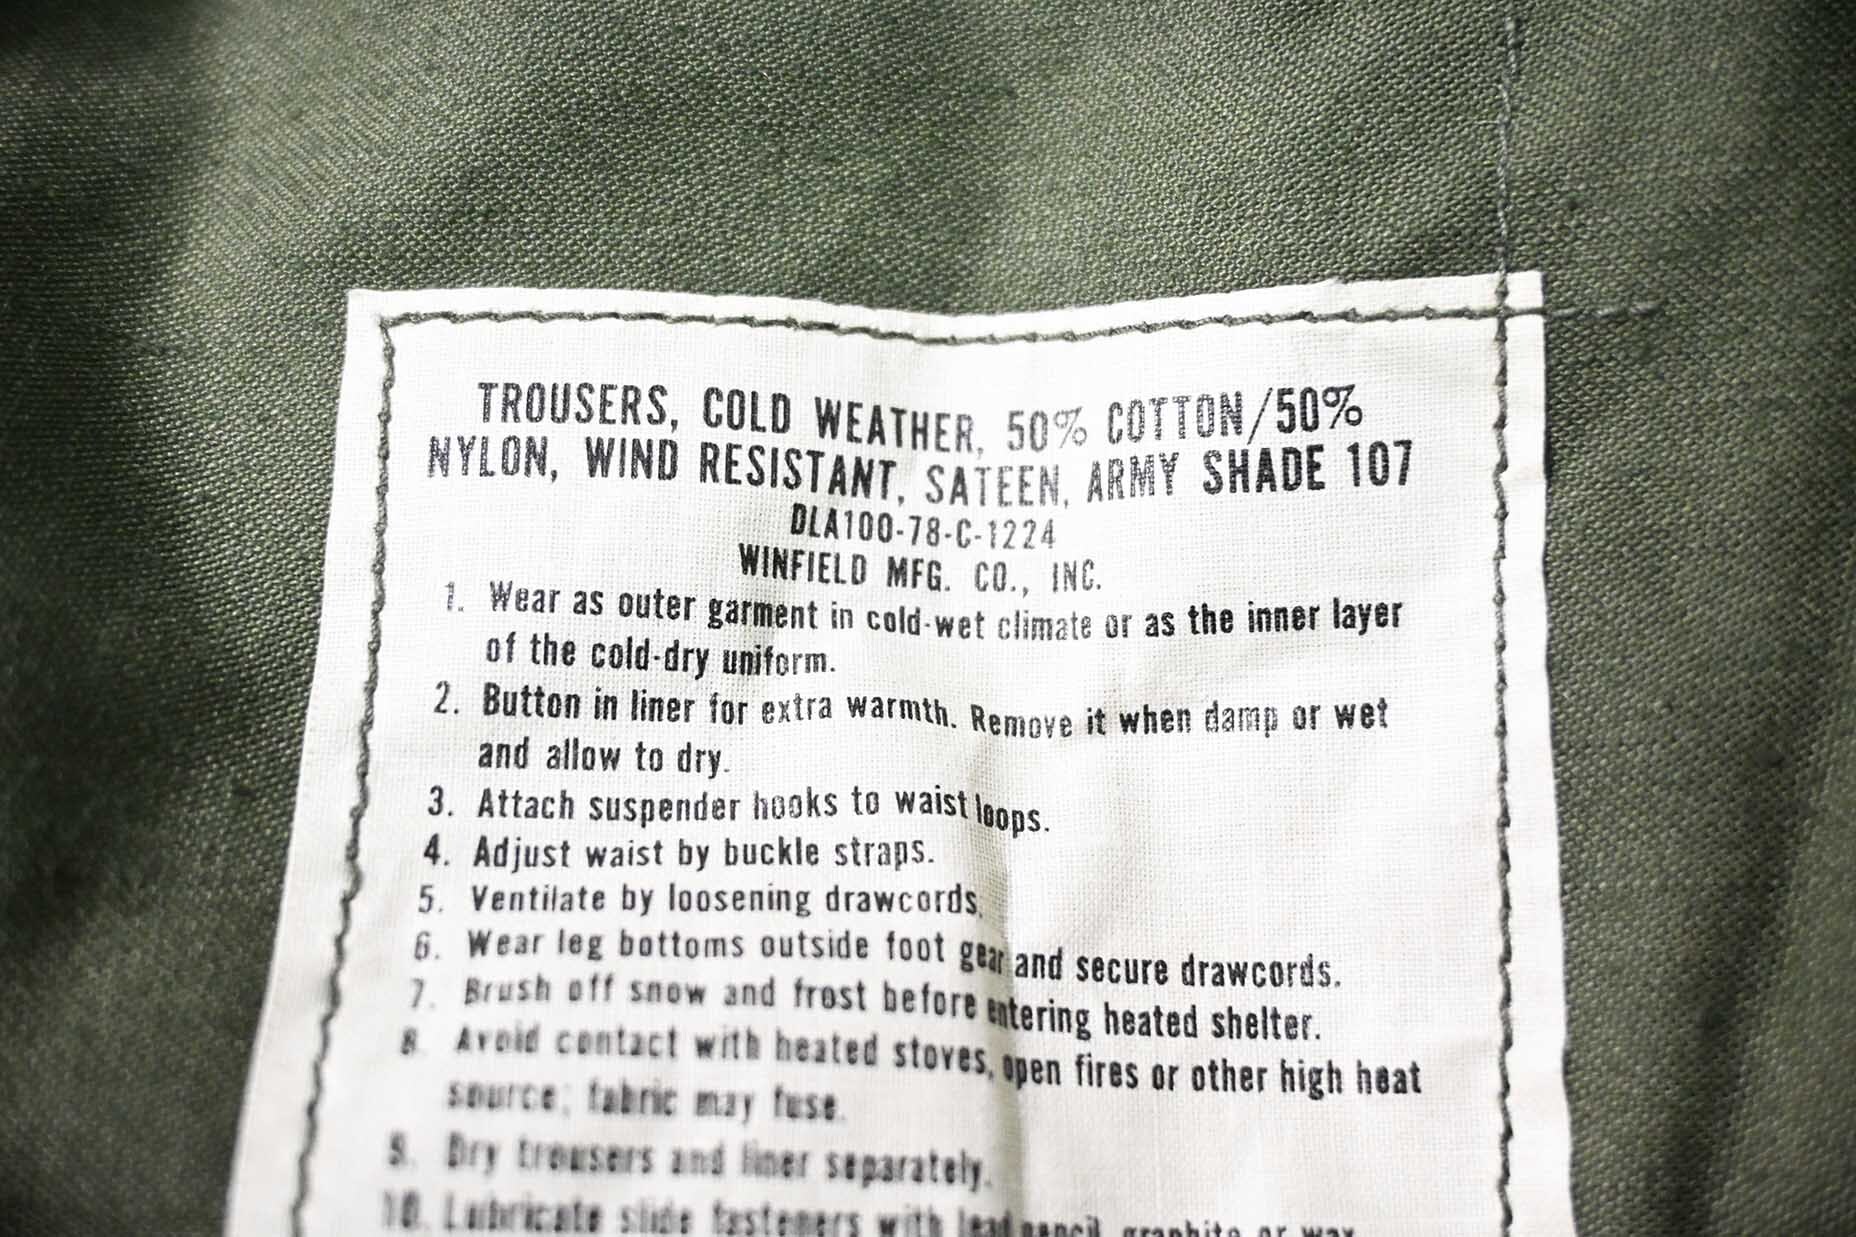 TROUSERS, COLD WEATHER, 50% COTTON/50%
NYLON, WIND RESISTANT, SATEEN, ARMY SHADE 107
DLA100-78-C-1224
WINFIELD MFG. CO., INC.
1. Wear as outer garment in cold-wet climate or as the inner layer
of the cold-dry uniform.
2. Button in liner for extra warmth. Remove it when damp or wet
and allow to dry.
3. Attach suspender hooks to waist loops.
4. Adjust waist by buckle straps.
5. Ventilate by loosening drawcords.
6. Wear leg bottoms outside foot gear and secure drawcords.
7. Brush off snow and frost before entering heated shelter.
8. Avoid contact with heated stoves, open fires or other high heat
source; fabric may fuse.
9. Dry trousers and liner separately.
10. Lubricate slide fasteners with lead pencil, graphite or wax.